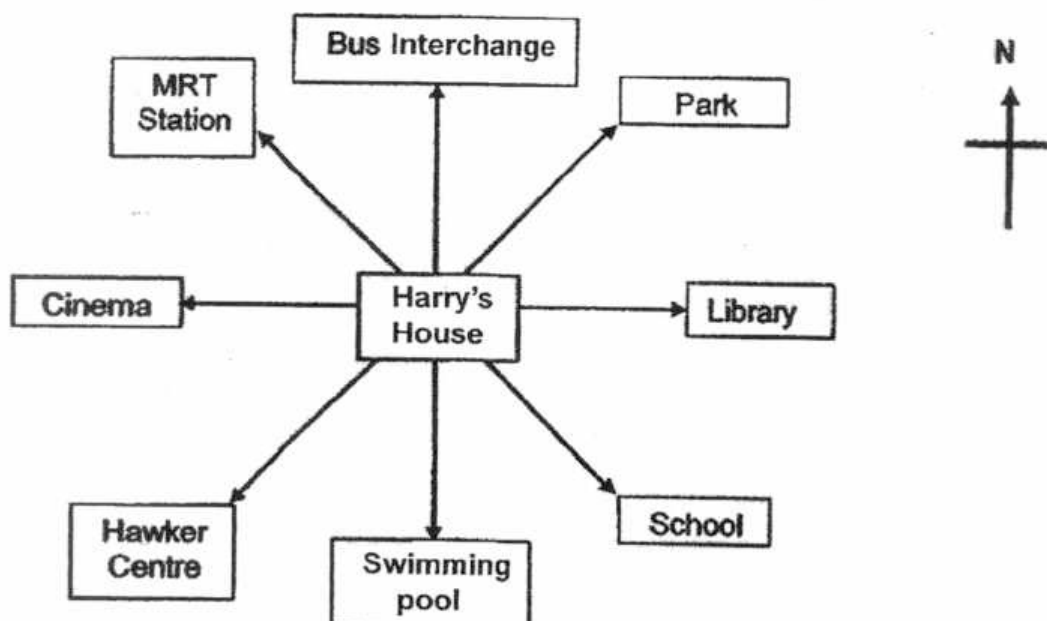 Bus Interchange
N
MRT
Station
Park
Cinema
Harry's
House
Library
Hawker
Centre
School
Swimming
pool